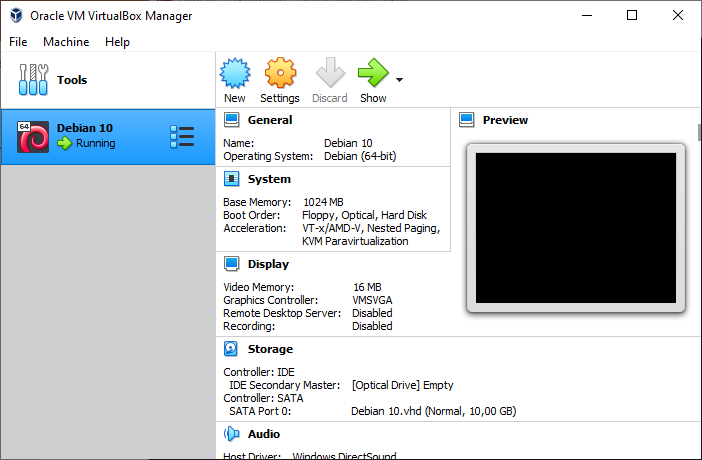 Oracle VM VirtualBox Manager
File Machine Help
Tools
New Settings Discard Show
64
Debian 10
Running
General
Name: Debian 10
Operating System: Debian (64-bit)
Preview
System
Base Memory: 1024 MB
Boot Order: Floppy, Optical, Hard Disk
Acceleration: VT-x/AMD-V, Nested Paging,
KVM Paravirtualization
Display
Video Memory: 16 MB
Graphics Controller: VMSVGA
Remote Desktop Server: Disabled
Recording: Disabled
Storage
Controller: IDE
IDE Secondary Master: [Optical Drive] Empty
Controller: SATA
SATA Port 0: Debian 10.vhd (Normal, 10,00 GB)
Audio
Host Driver: Windows DirectSound